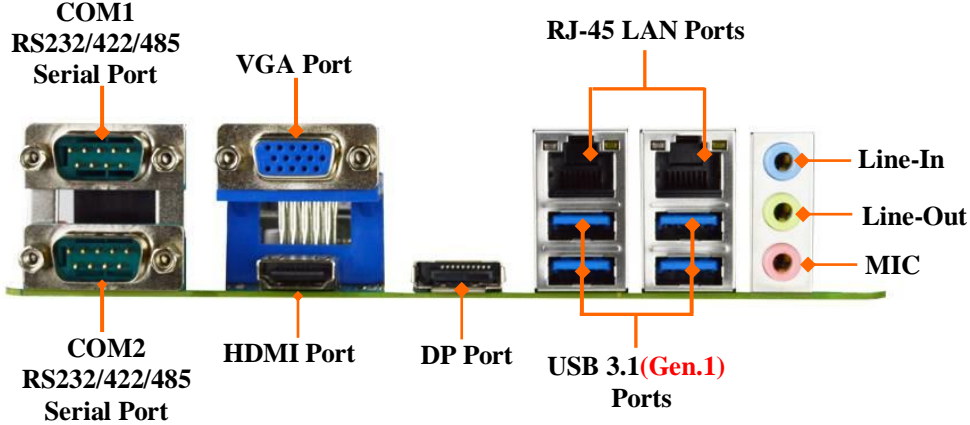 COM1
RS232/422/485
Serial Port
VGA Port
RJ-45 LAN Ports
Line-In
Line-Out
MIC
COM2
RS232/422/485
Serial Port
HDMI Port
DP Port
USB 3.1(Gen.1)
Ports